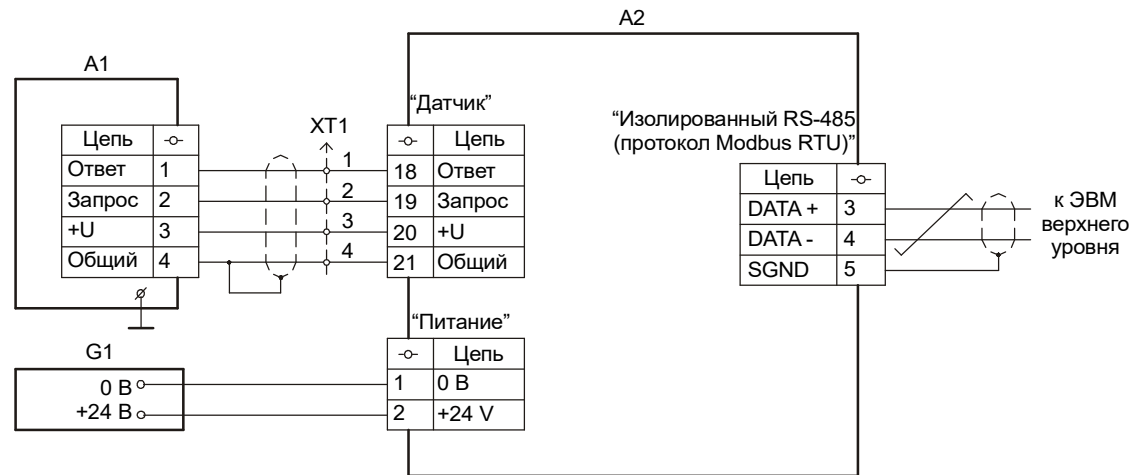 A2
A1
“Датчик”
Цепь
Ответ 1
Запрос 2
+U 3
Общий 4
XT1
1
2
3
4
Цепь
18 Ответ
19 Запрос
20 +U
21 Общий
“Изолированный RS-485
(протокол Modbus RTU)”
Цепь
DATA + 3
DATA - 4
SGND 5
к ЭВМ
верхнего
уровня
G1
0 В
+24 В
“Питание”
Цепь
1 0 В
2 +24 V